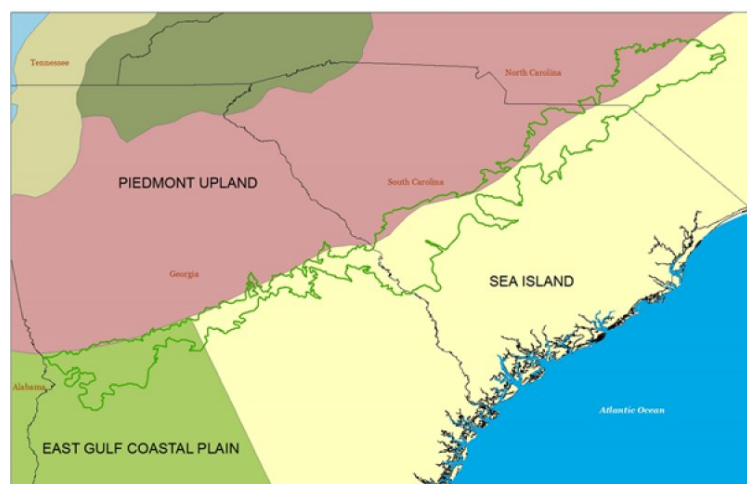 Tennessee
North Carolina
PIEDMONT UPLAND
South Carolina
Georgia
SEA ISLAND
Alabama
Atlantic Ocean
EAST GULF COASTAL PLAIN